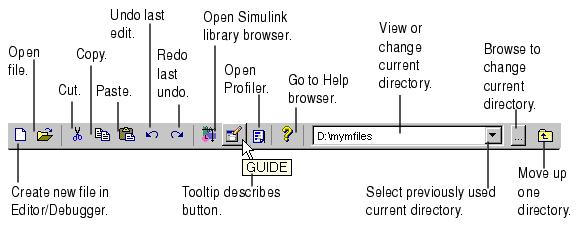 Open
file.
Cut.
Copy.
Paste.
Undo last
edit.
Redo
last
undo.
Open Simulink
library browser.
Open
Profiler.
Go to Help
browser.
View or
change
current
directory.
Browse to
change
current
directory.
D:\mymfiles
...
GUIDE
Create new file in
Editor/Debugger.
Tooltip describes
button.
Select previously used
current directory.
Move up
one
directory.